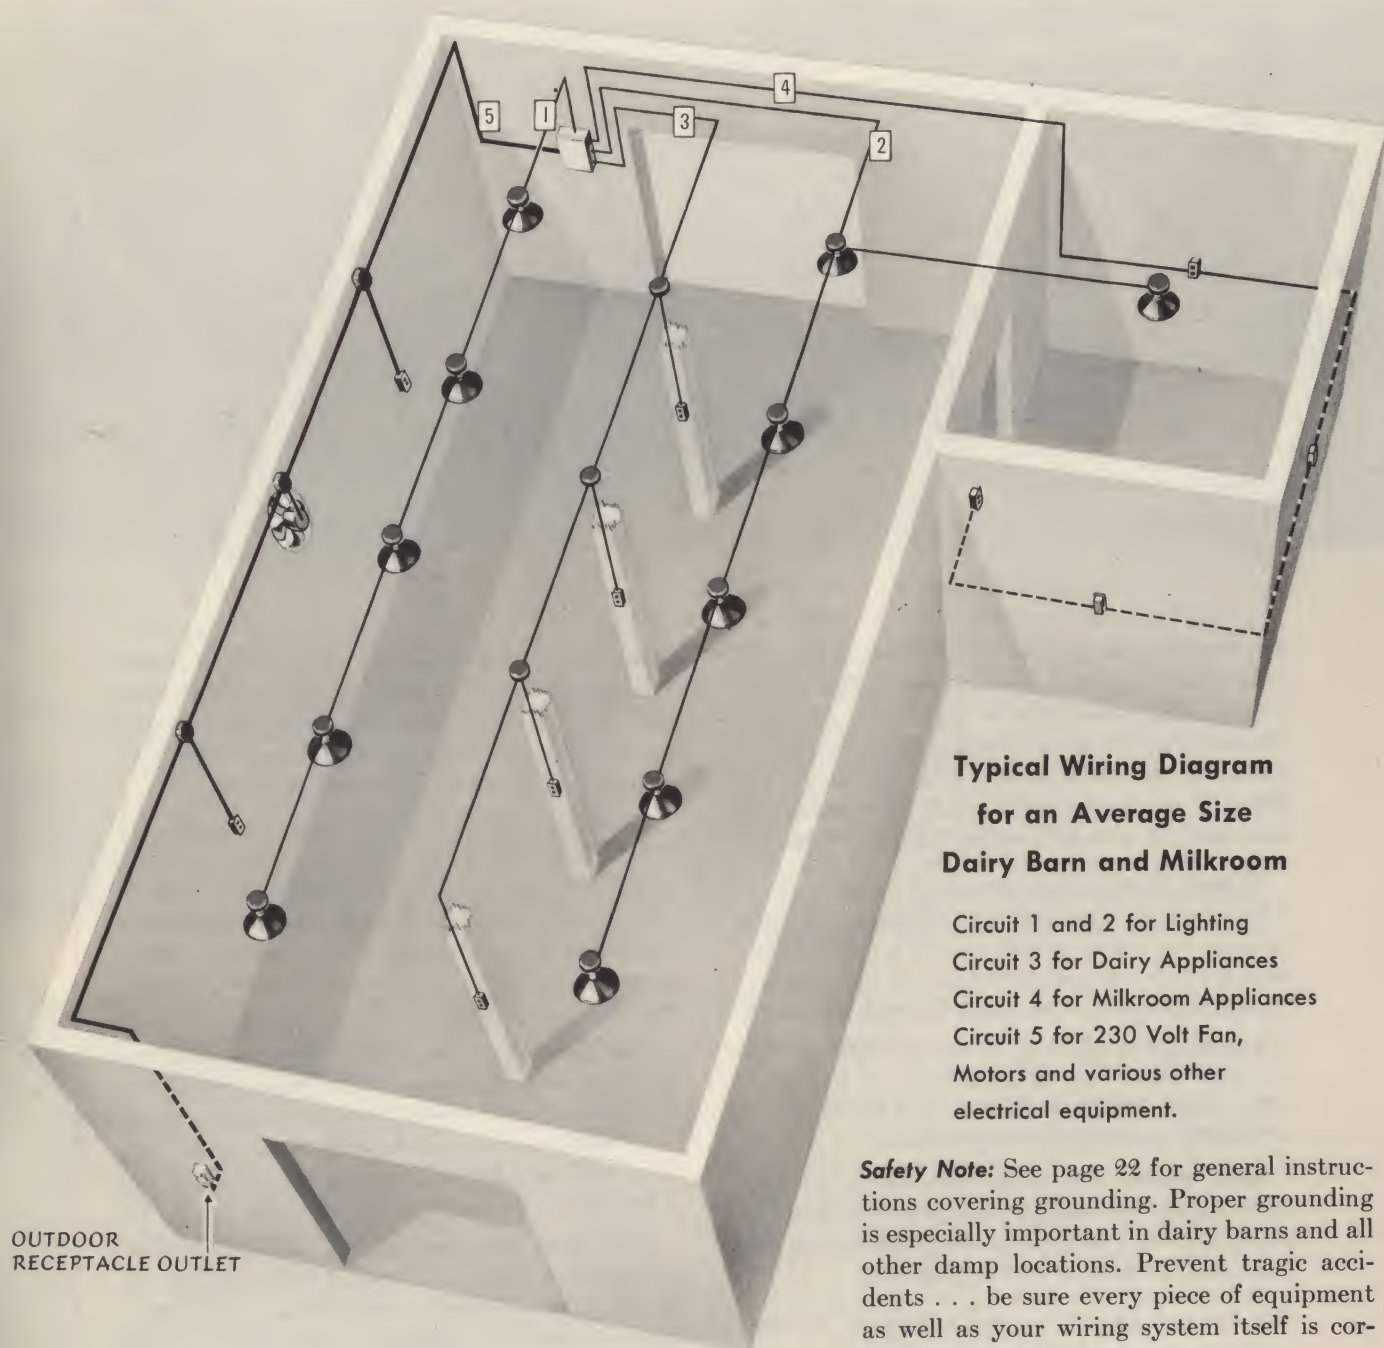 5
1
3
4
2
Typical Wiring Diagram
for an Average Size
Dairy Barn and Milkroom
Circuit 1 and 2 for Lighting
Circuit 3 for Dairy Appliances
Circuit 4 for Milkroom Appliances
Circuit 5 for 230 Volt Fan,
Motors and various other
electrical equipment.
Safety Note: See page 22 for general instruc-
tions covering grounding. Proper grounding
is especially important in dairy barns and all
other damp locations. Prevent tragic acci-
dents . . . be sure every piece of equipment
as well as your wiring system itself is cor-
OUTDOOR
RECEPTACLE OUTLET